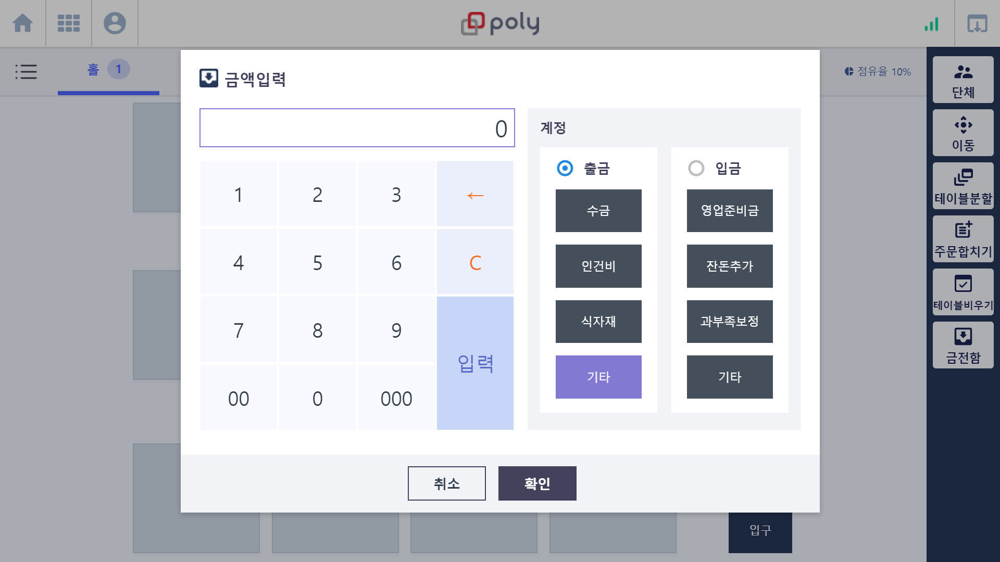 poly
홀 1
점유율 10%
금액입력
0
1 2 3 ←
4 5 6 C
7 8 9
입력
00 0 000
계정
출금
수금
인건비
식자재
기타
입금
영업준비금
잔돈추가
과부족보정
기타
취소 확인
입구
단체
이동
테이블분할
주문합치기
테이블비우기
금전함